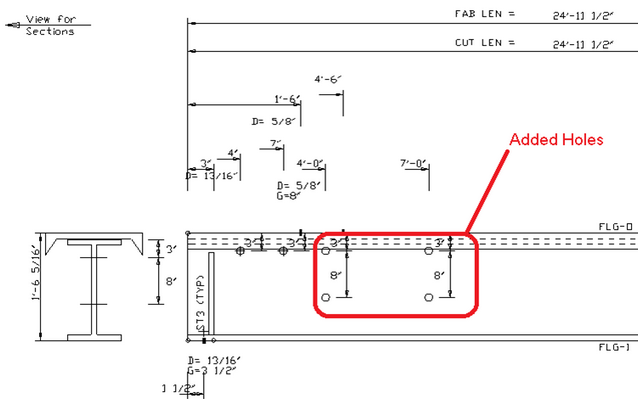 View for
Sections
FAB LEN = 24'-11 1/2"
CUT LEN = 24'-11 1/2"
4'-6"
1'-6"
D= 5/8"
Added Holes
7"
4"
3"
D= 13/16"
4'-0"
7'-0"
D= 5/8"
G=8"
FLG-0
3"
3"
3"
3"
3"
1'-6 5/16"
8"
8"
8"
ST3 (TYP)
FLG-1
D= 13/16"
G=3 1/2"
1 1/2"